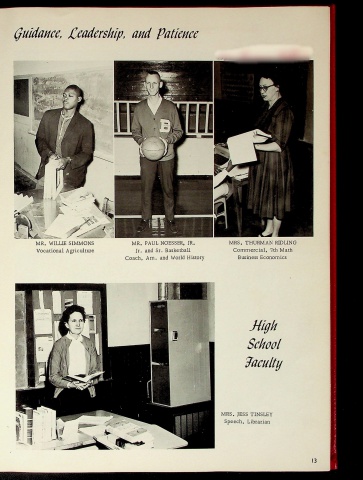 Guidance, Leadership, and Patience
B
MR. WILLIE SIMMONS
Vocational Agriculture
MR. PAUL NOESSER, JR.
Jr. and Sr. Basketball
Coach, Am. and World History
MRS. THURMAN RIDLING
Commercial, 7th Math
Business Economics
High
School
Faculty
MRS. JESS TINSLEY
Speech, Librarian
13